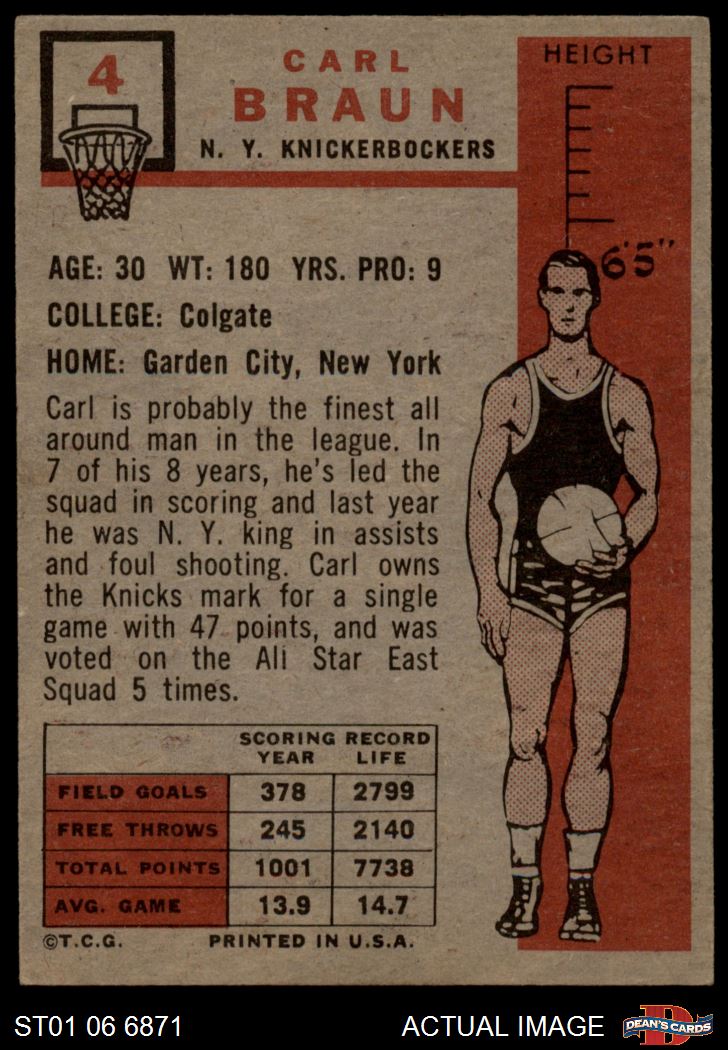 4
CARL
BRAUN
N. Y. KNICKERBOCKERS
HEIGHT
6'5"
AGE: 30 WT: 180 YRS. PRO: 9
COLLEGE: Colgate
HOME: Garden City, New York
Carl is probably the finest all
around man in the league. In
7 of his 8 years, he's led the
squad in scoring and last year
he was N. Y. king in assists
and foul shooting. Carl owns
the Knicks mark for a single
game with 47 points, and was
voted on the All Star East
Squad 5 times.
SCORING RECORD
YEAR LIFE
FIELD GOALS 378 2799
FREE THROWS 245 2140
TOTAL POINTS 1001 7738
AVG. GAME 13.9 14.7
©T.C.G. PRINTED IN U.S.A.
ST01 06 6871 ACTUAL IMAGE D DEAN'S CARDS